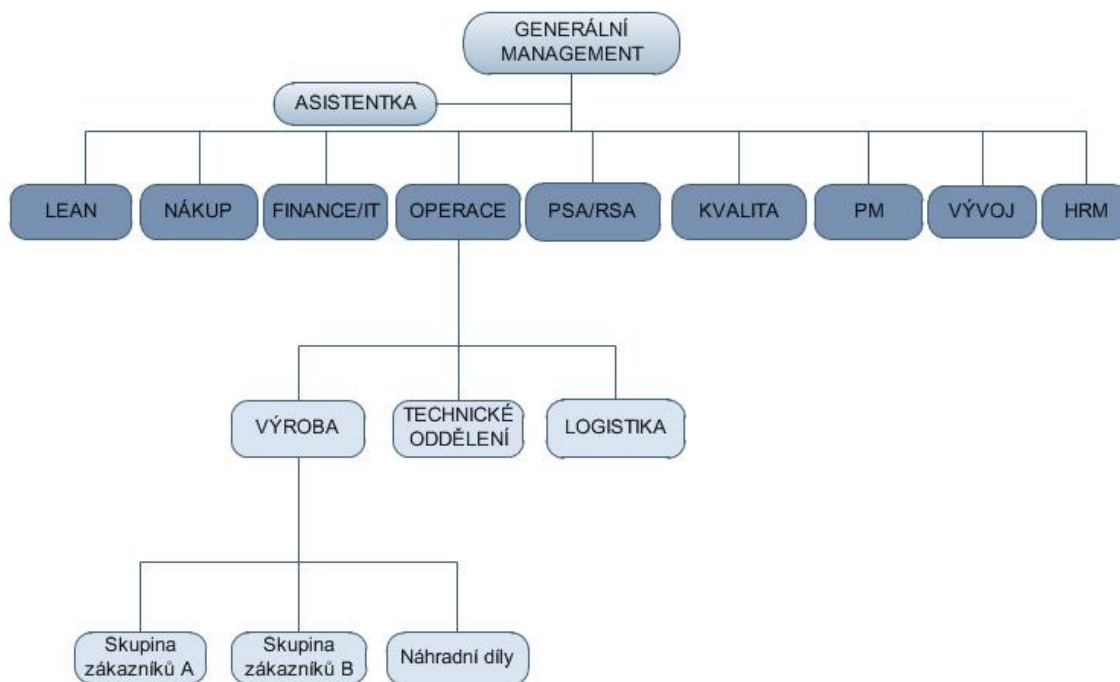 GENERÁLNÍ
MANAGEMENT
ASISTENTKA
LEAN
NÁKUP
FINANCE/IT
OPERACE
PSA/RSA
KVALITA
PM
VÝVOJ
HRM
VÝROBA
TECHNICKÉ
ODDĚLENÍ
LOGISTIKA
Skupina
zákazníků A
Skupina
zákazníků B
Náhradní díly